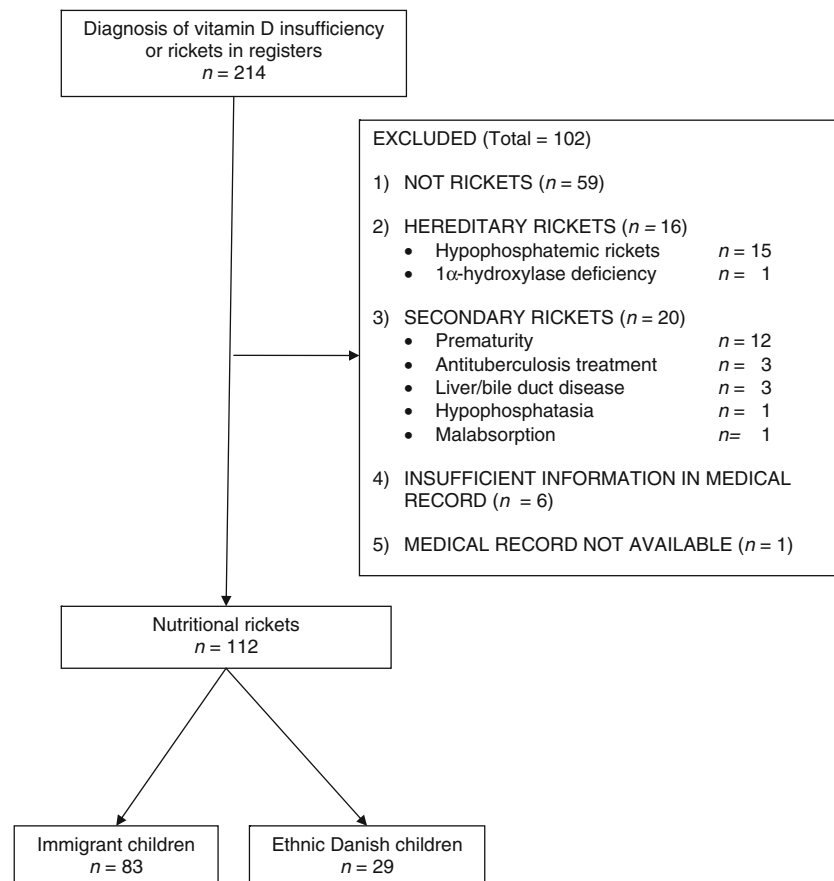 Diagnosis of vitamin D insufficiency
or rickets in registers
n = 214
EXCLUDED (Total = 102)
1) NOT RICKETS (n = 59)
2) HEREDITARY RICKETS (n = 16)
• Hypophosphatemic rickets n = 15
• 1α-hydroxylase deficiency n = 1
3) SECONDARY RICKETS (n = 20)
• Prematurity n = 12
• Antituberculosis treatment n = 3
• Liver/bile duct disease n = 3
• Hypophosphatasia n = 1
• Malabsorption n= 1
4) INSUFFICIENT INFORMATION IN MEDICAL
RECORD (n = 6)
5) MEDICAL RECORD NOT AVAILABLE (n = 1)
Nutritional rickets
n = 112
Immigrant children
n = 83
Ethnic Danish children
n = 29